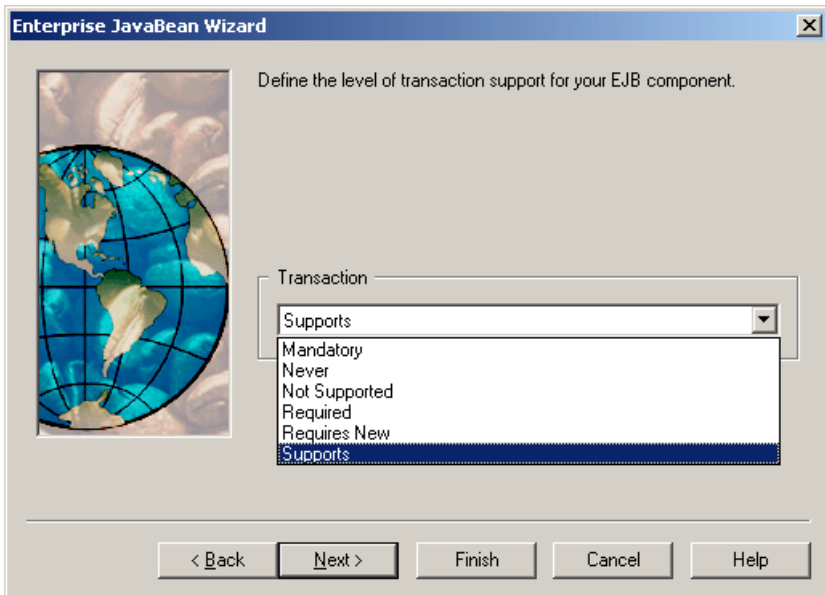 Enterprise JavaBean Wizard
Define the level of transaction support for your EJB component.
Transaction
Supports
Mandatory
Never
Not Supported
Required
Requires New
Supports
< Back Next > Finish Cancel Help